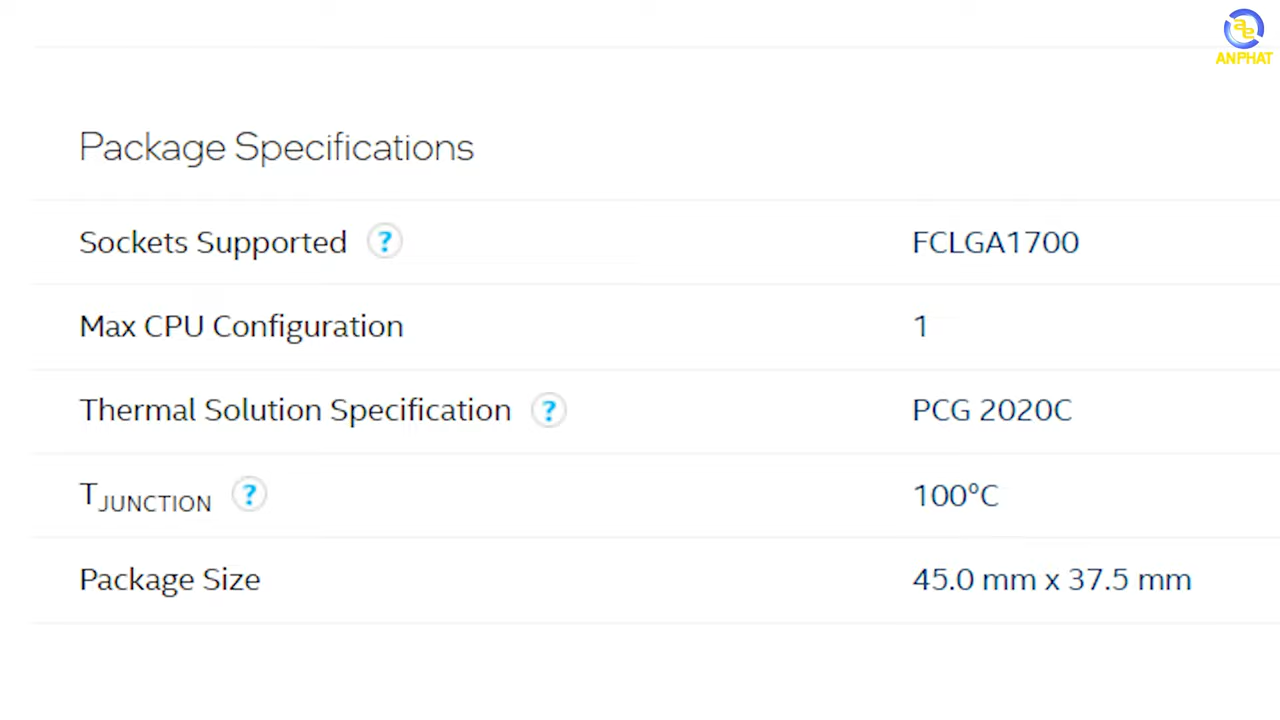 ae
ANPHAT
Package Specifications
Sockets Supported ? FCLGA1700
Max CPU Configuration 1
Thermal Solution Specification ? PCG 2020C
TJUNCTION ? 100°C
Package Size 45.0 mm x 37.5 mm